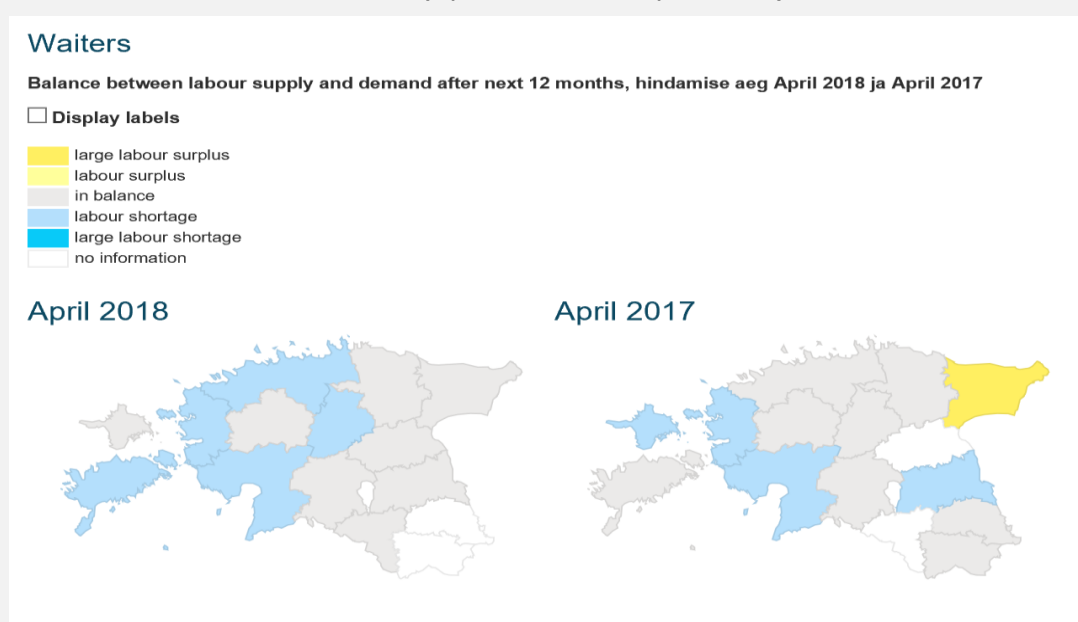 Waiters
Balance between labour supply and demand after next 12 months, hindamise aeg April 2018 ja April 2017
Display labels
large labour surplus
labour surplus
in balance
labour shortage
large labour shortage
no information
April 2018
April 2017